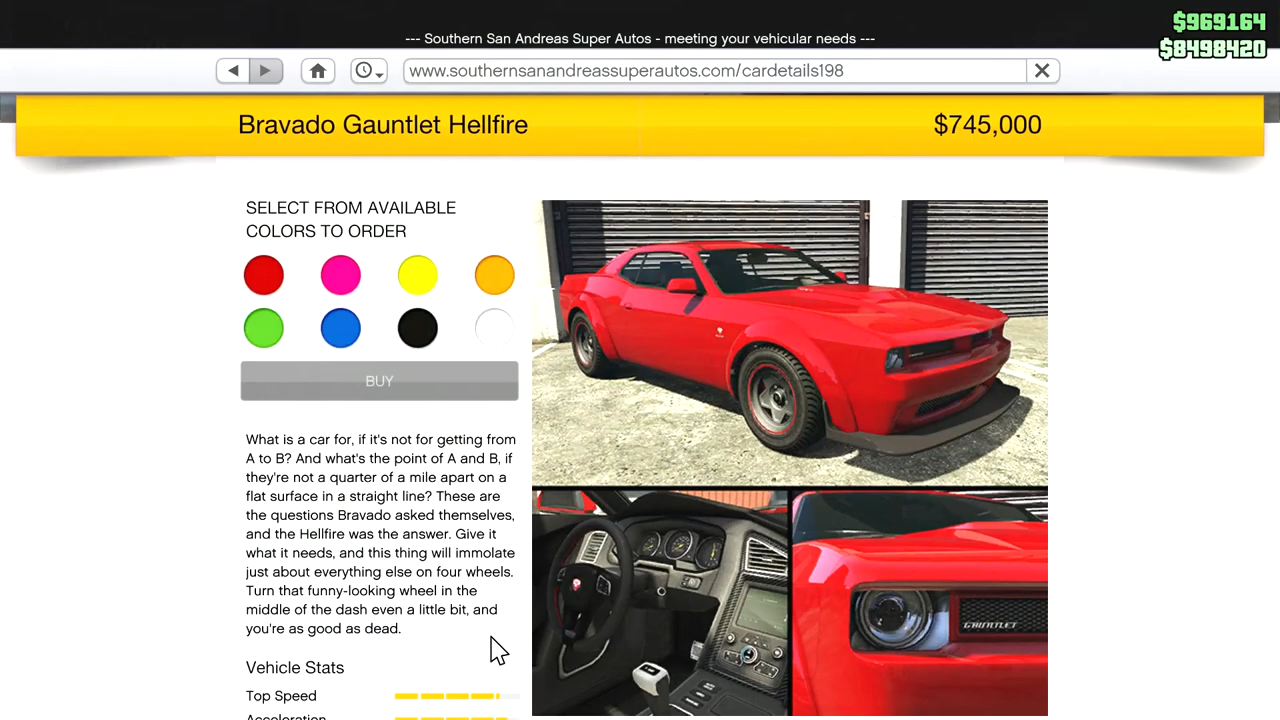 $969164
--- Southern San Andreas Super Autos - meeting your vehicular needs ---
$8498420
www.southernsanandreassuperautos.com/cardetails198
Bravado Gauntlet Hellfire
$745,000
SELECT FROM AVAILABLE
COLORS TO ORDER
BUY
What is a car for, if it's not for getting from
A to B? And what's the point of A and B, if
they're not a quarter of a mile apart on a
flat surface in a straight line? These are
the questions Bravado asked themselves,
and the Hellfire was the answer. Give it
what it needs, and this thing will immolate
just about everything else on four wheels.
Turn that funny-looking wheel in the
middle of the dash even a little bit, and
you're as good as dead.
GAUNTLET
Vehicle Stats
Top Speed
Acceleration